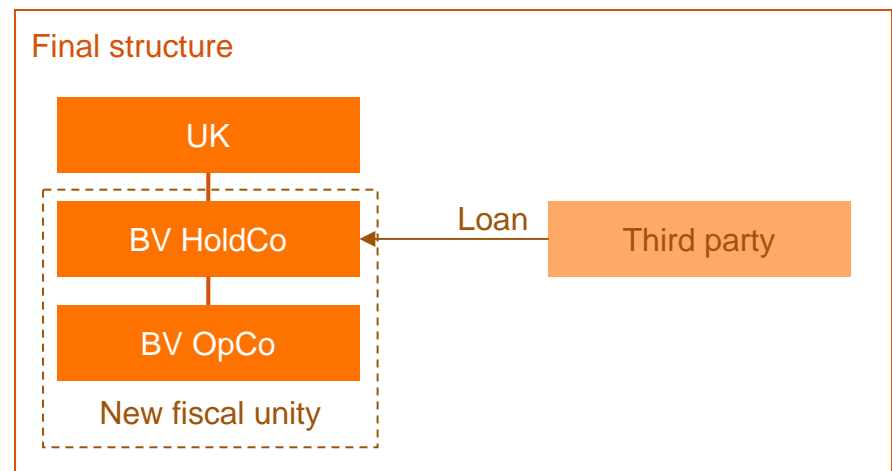 Final structure
UK
BV HoldCo
Loan
Third party
BV OpCo
New fiscal unity